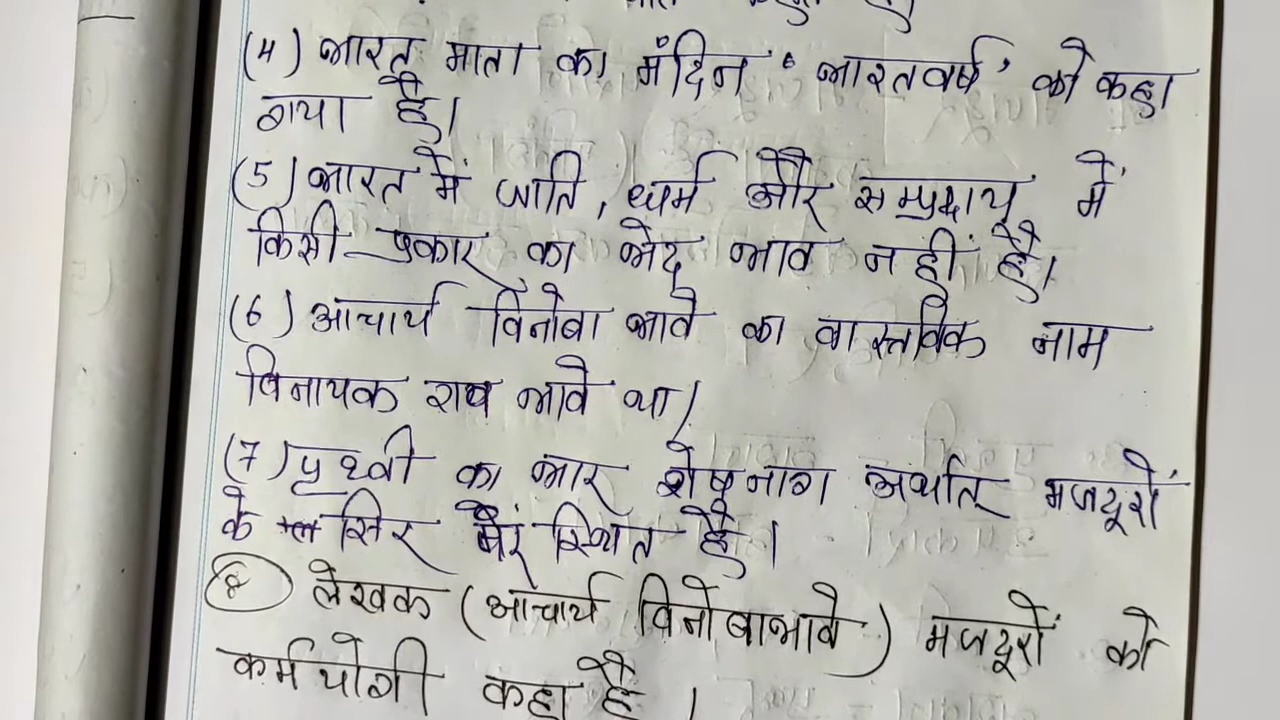 (4) भारत माता का मंदिन ' भारतवर्ष ' को कहा
गया है।
(5) भारत में जाति, धर्म और सम्प्रदाय में
किसी प्रकार का भेद भाव नहीं है।
(6) आचार्य विनोबा भावे का वास्तविक नाम
विनायक राव भावे था।
(7) पृथ्वी का भार शेषनाग अर्थात मजदूरों
के सिर पर स्थित है।
(8) लेखक (आचार्य विनोबाभावे) मजदूरों को
कर्मयोगी कहा है ।